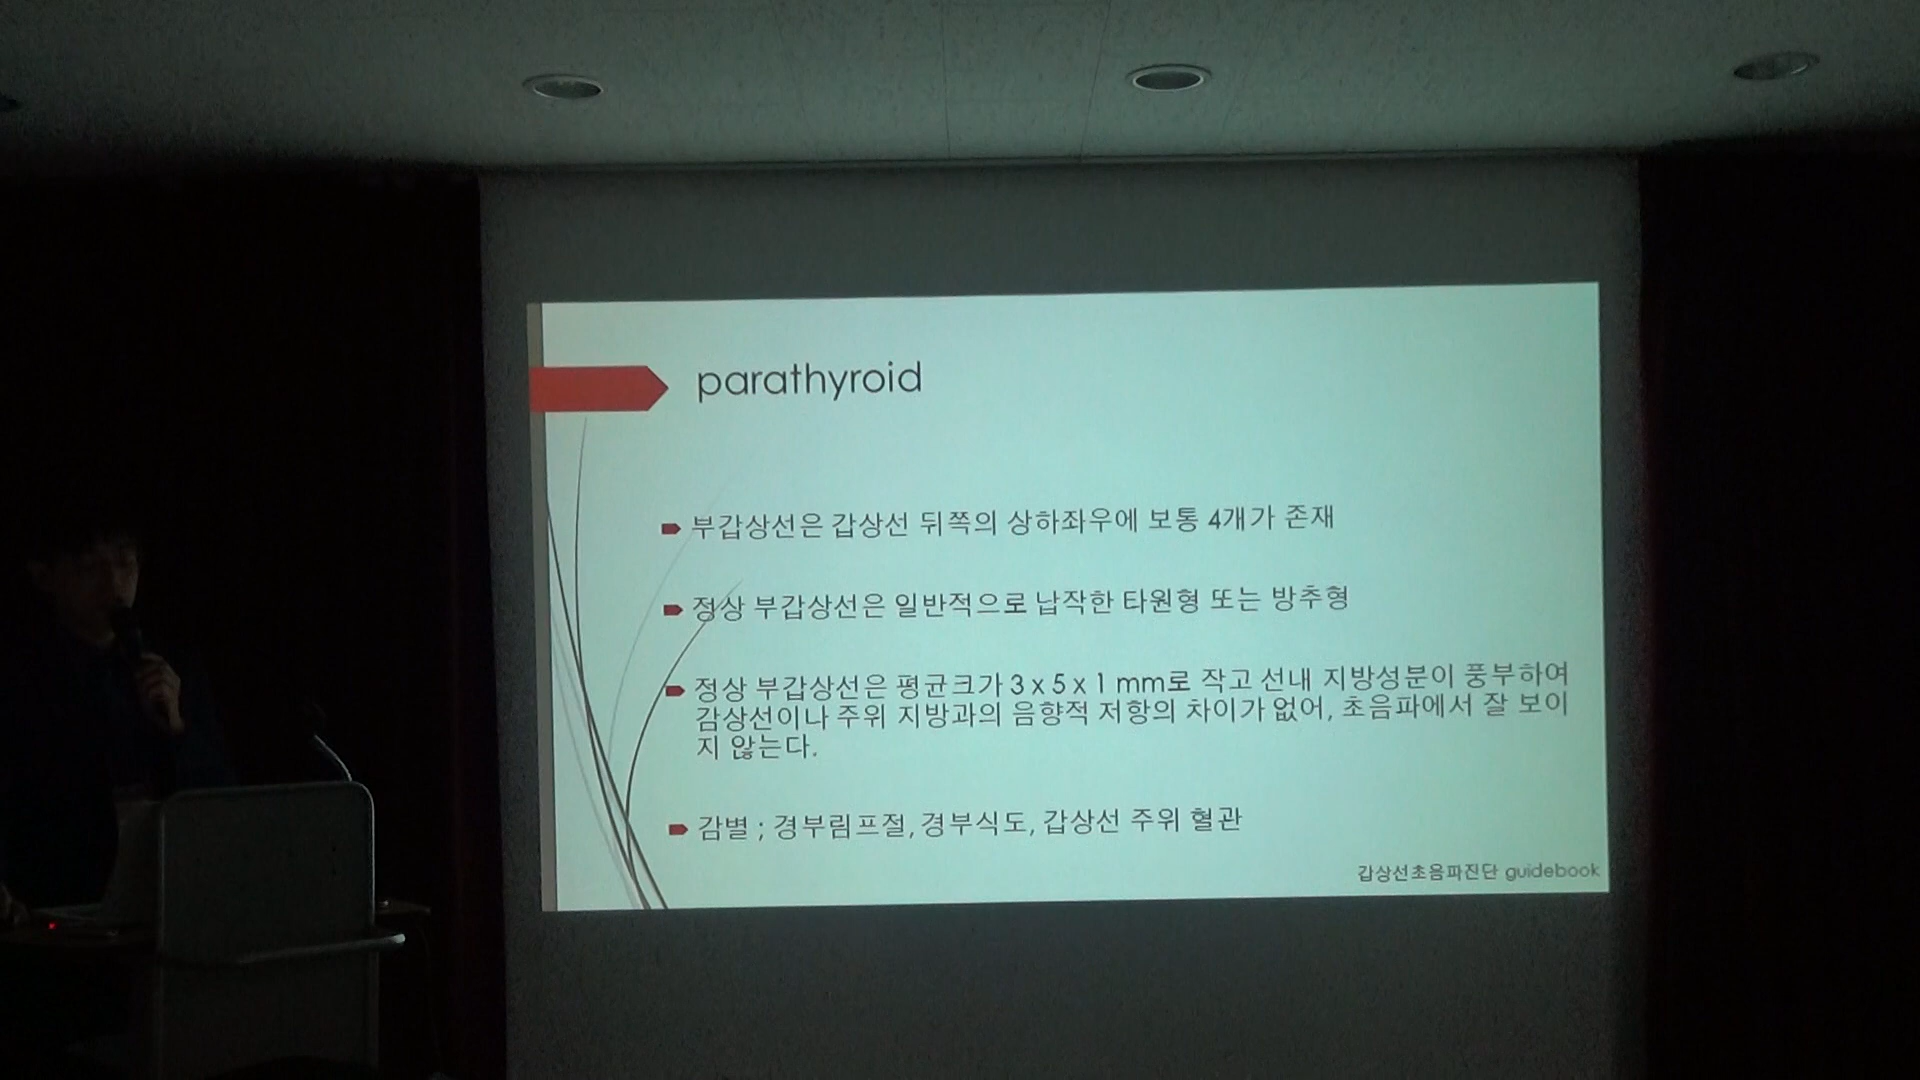 parathyroid
부갑상선은 갑상선 뒤쪽의 상하좌우에 보통 4개가 존재
정상 부갑상선은 일반적으로 납작한 타원형 또는 방추형
정상 부갑상선은 평균크가 3 x 5 x 1 mm로 작고 선내 지방성분이 풍부하여
감상선이나 주위 지방과의 음향적 저항의 차이가 없어, 초음파에서 잘 보이
지 않는다.
감별 ; 경부림프절, 경부식도, 갑상선 주위 혈관
갑상선초음파진단 guidebook